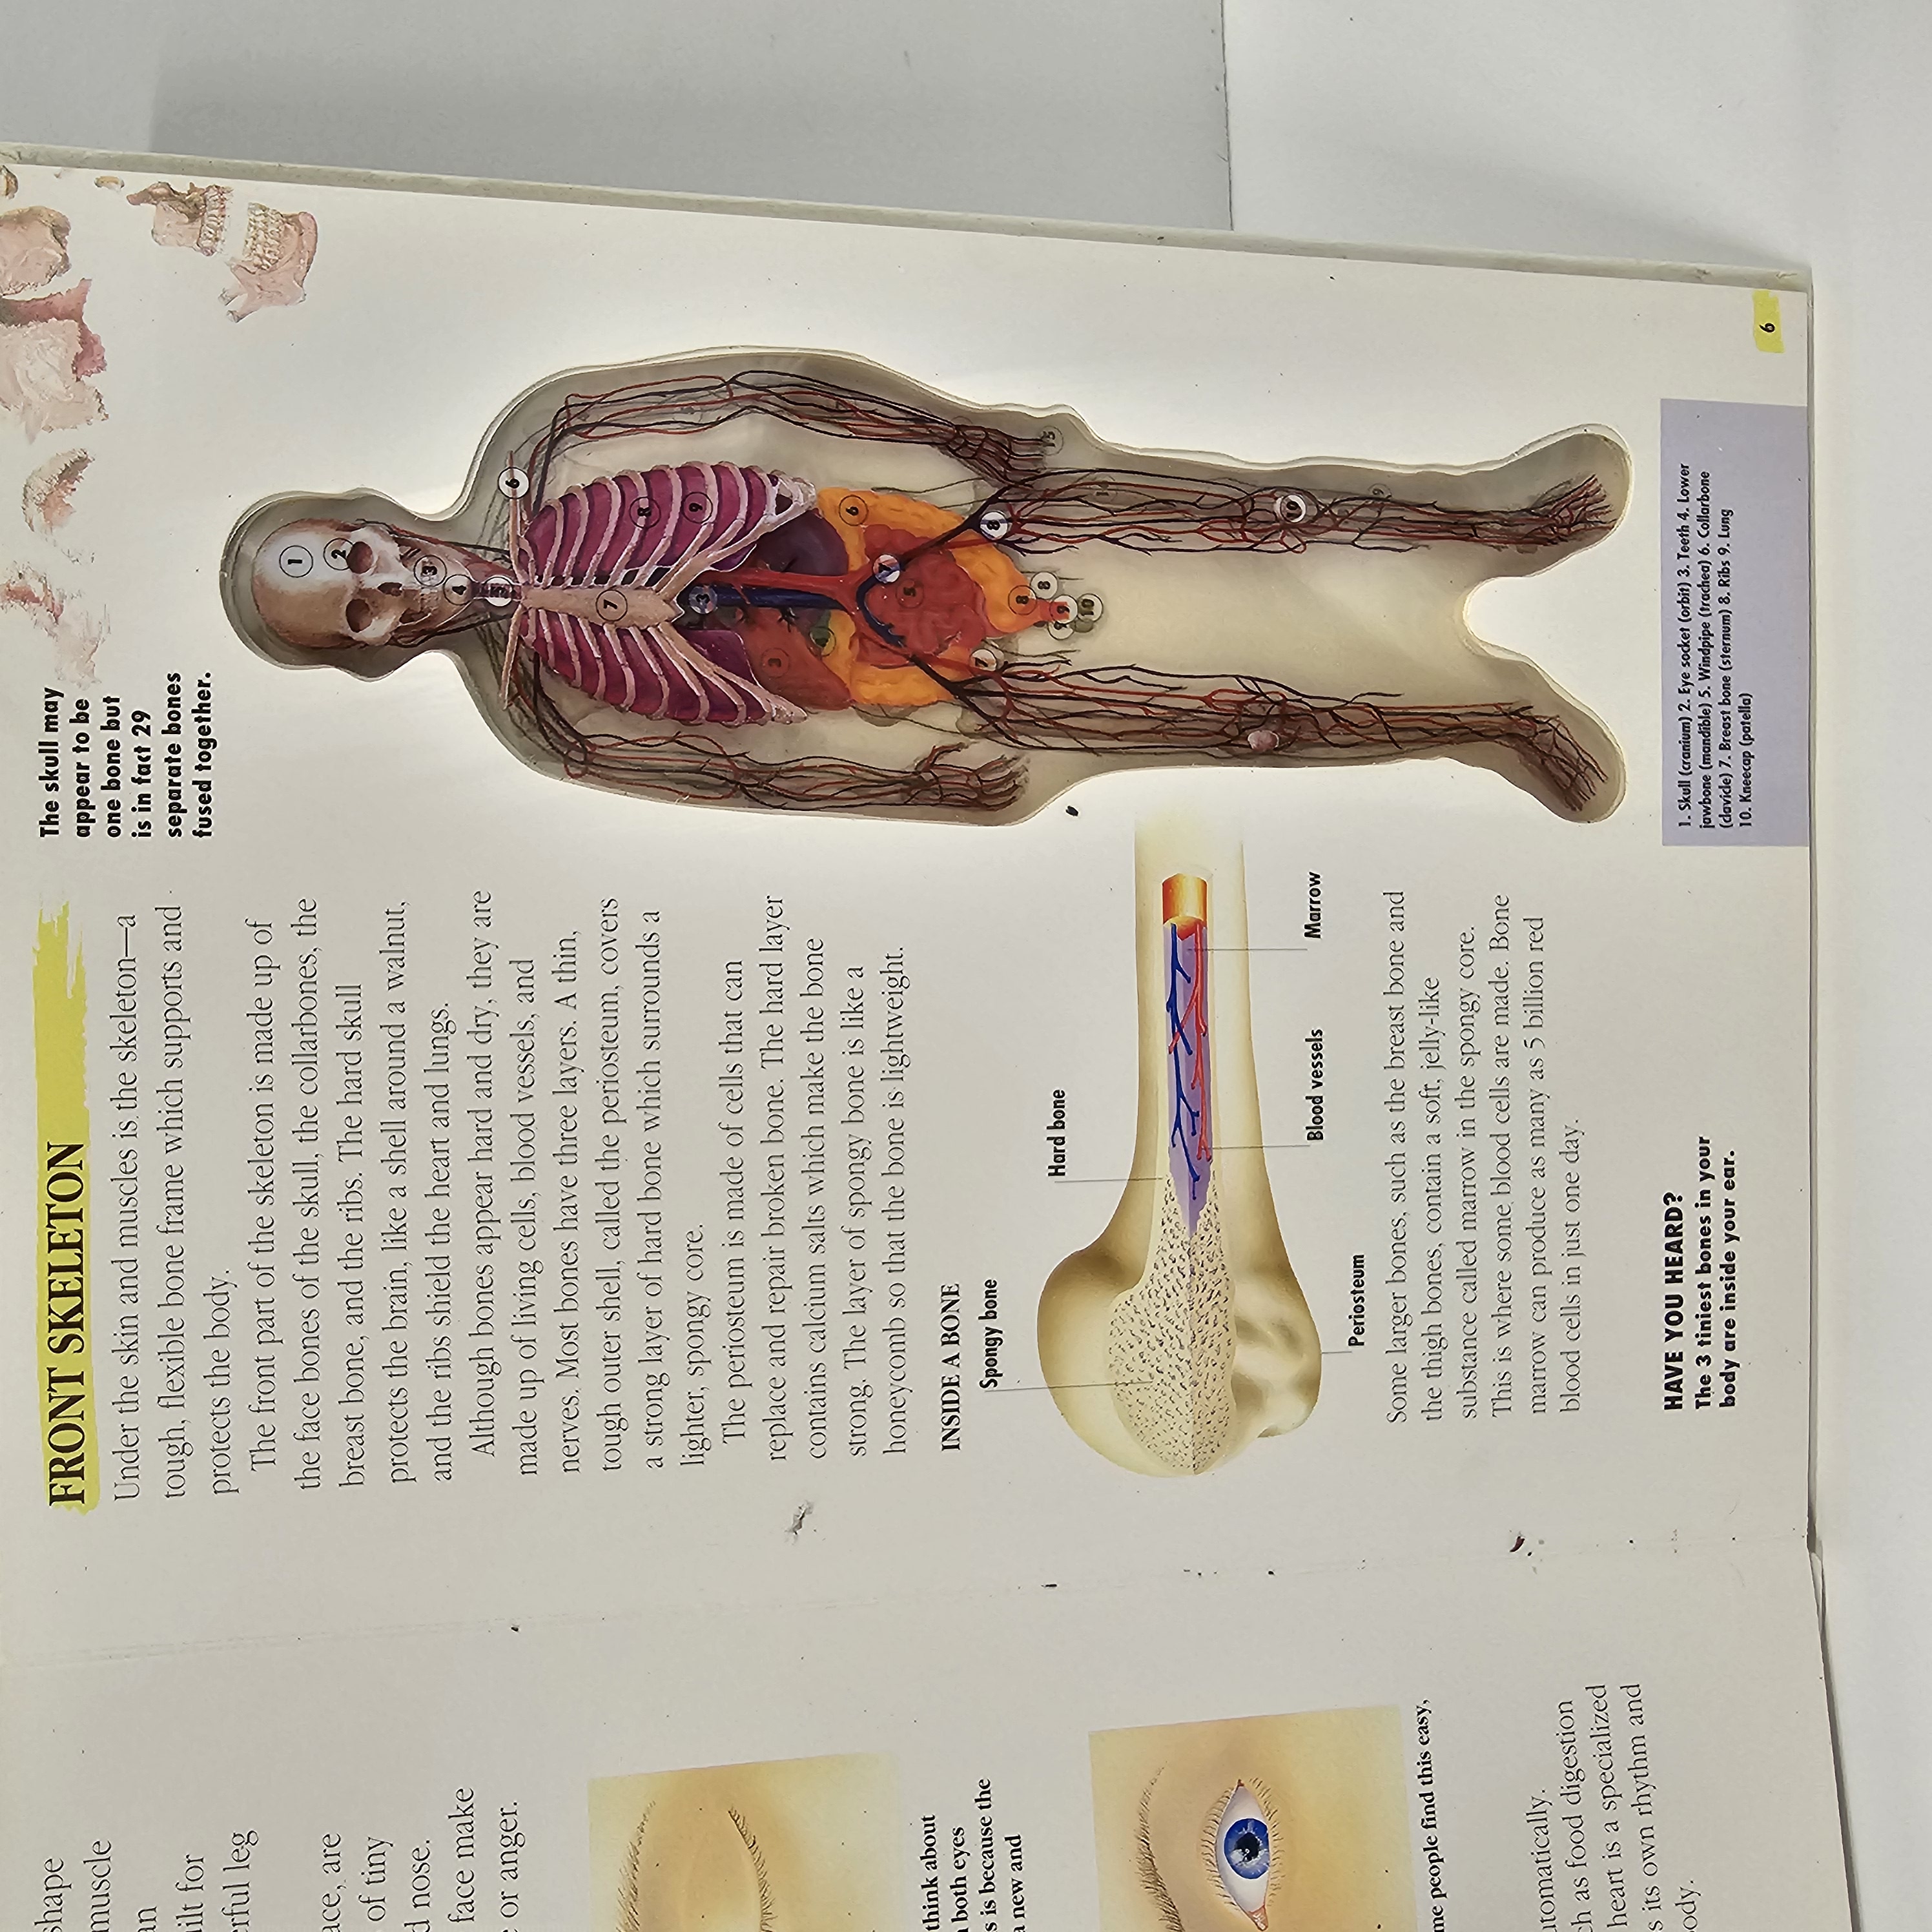 shape
muscle
an
uilt for
erful leg
ace, are
of tiny
d nose.
face make
e or anger.
think about
both eyes
s is because the
a new and
me people find this easy,
utomatically.
ch as food digestion
heart is a specialized
s its own rhythm and
body.
FRONT SKELETON
Under the skin and muscles is the skeleton—a
tough, flexible bone frame which supports and
protects the body.
The front part of the skeleton is made up of
the face bones of the skull, the collarbones, the
breast bone, and the ribs. The hard skull
protects the brain, like a shell around a walnut,
and the ribs shield the heart and lungs.
Although bones appear hard and dry, they are
made up of living cells, blood vessels, and
nerves. Most bones have three layers. A thin,
tough outer shell, called the periosteum, covers
a strong layer of hard bone which surrounds a
lighter, spongy core.
The periosteum is made of cells that can
replace and repair broken bone. The hard layer
contains calcium salts which make the bone
strong. The layer of spongy bone is like a
honeycomb so that the bone is lightweight.
INSIDE A BONE
Spongy bone
Hard bone
Blood vessels
Marrow
Periosteum
Some larger bones, such as the breast bone and
the thigh bones, contain a soft, jelly-like
substance called marrow in the spongy core.
This is where some blood cells are made. Bone
marrow can produce as many as 5 billion red
blood cells in just one day.
HAVE YOU HEARD?
The 3 tiniest bones in your
body are inside your ear.
The skull may
appear to be
one bone but
is in fact 29
separate bones
fused together.
1
2
3
4
6
7
8
9
3
3
6
7
5
7
8
8
8
9
9
10
15
10
1. Skull (cranium) 2. Eye socket (orbit) 3. Teeth 4. Lower
jawbone (mandible) 5. Windpipe (trachea) 6. Collarbone
(clavicle) 7. Breast bone (sternum) 8. Ribs 9. Lung
10. Kneecap (patella)
6